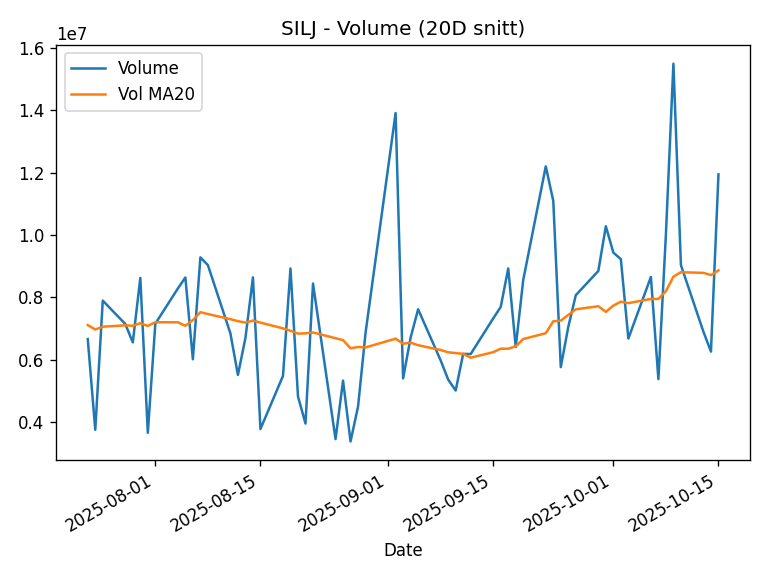 SILJ - Volume (20D snitt)
1e7
Volume
Vol MA20
1.6
1.4
1.2
1.0
0.8
0.6
0.4
2025-08-01
2025-08-15
2025-09-01
2025-09-15
2025-10-01
2025-10-15
Date